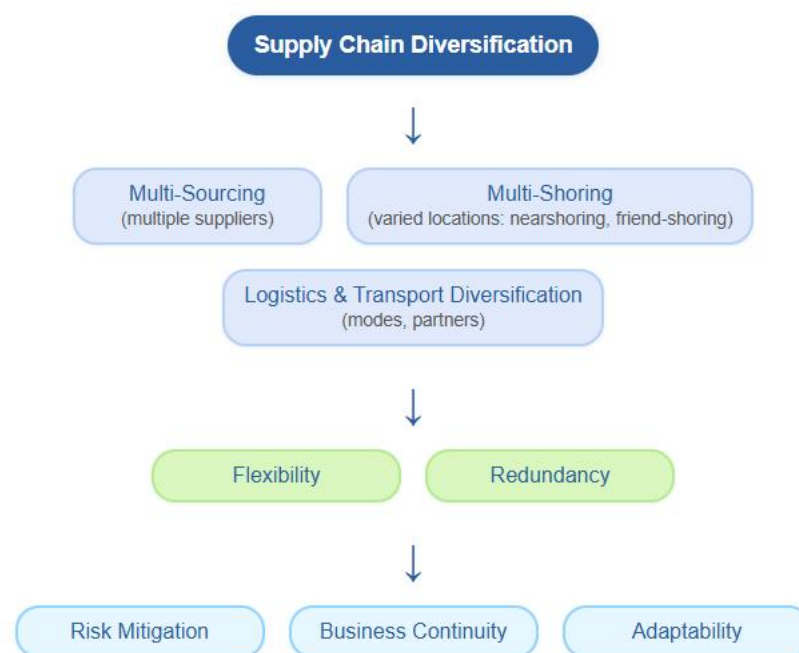 Supply Chain Diversification
Multi-Sourcing
(multiple suppliers)
Multi-Shoring
(varied locations: nearshoring, friend-shoring)
Logistics & Transport Diversification
(modes, partners)
Flexibility
Redundancy
Risk Mitigation
Business Continuity
Adaptability